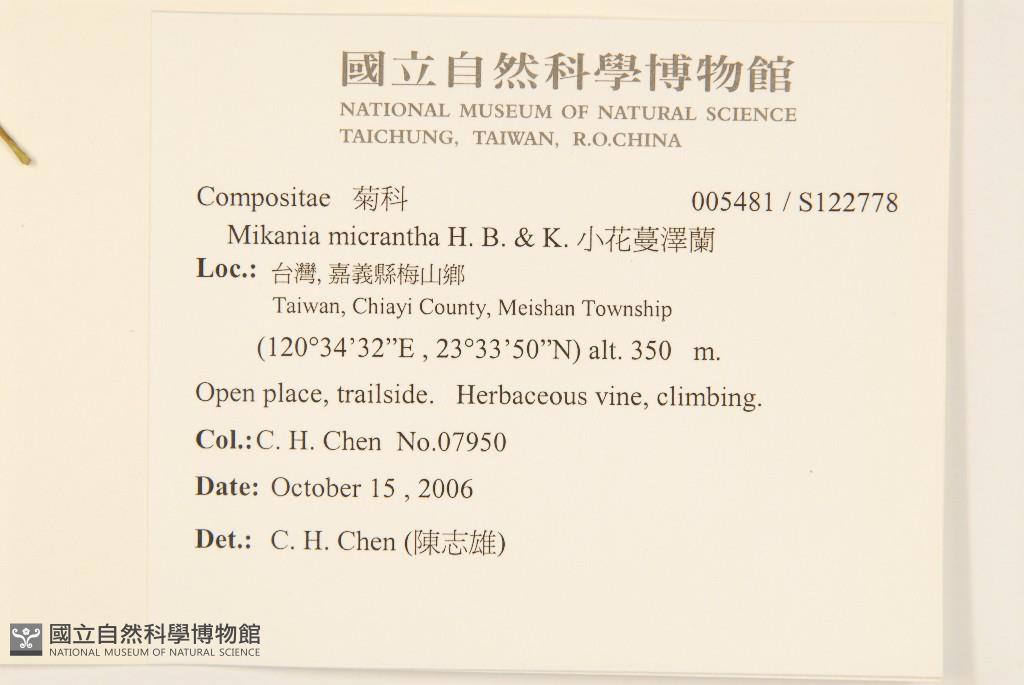 國立自然科學博物館
NATIONAL MUSEUM OF NATURAL SCIENCE
TAICHUNG, TAIWAN, R.O.CHINA
Compositae 菊科 005481 / S122778
Mikania micrantha H. B. & K. 小花蔓澤蘭
Loc.: 台灣, 嘉義縣梅山鄉
Taiwan, Chiayi County, Meishan Township
(120°34’32”E , 23°33’50”N) alt. 350 m.
Open place, trailside. Herbaceous vine, climbing.
Col.: C. H. Chen No.07950
Date: October 15 , 2006
Det.: C. H. Chen (陳志雄)
國立自然科學博物館
NATIONAL MUSEUM OF NATURAL SCIENCE